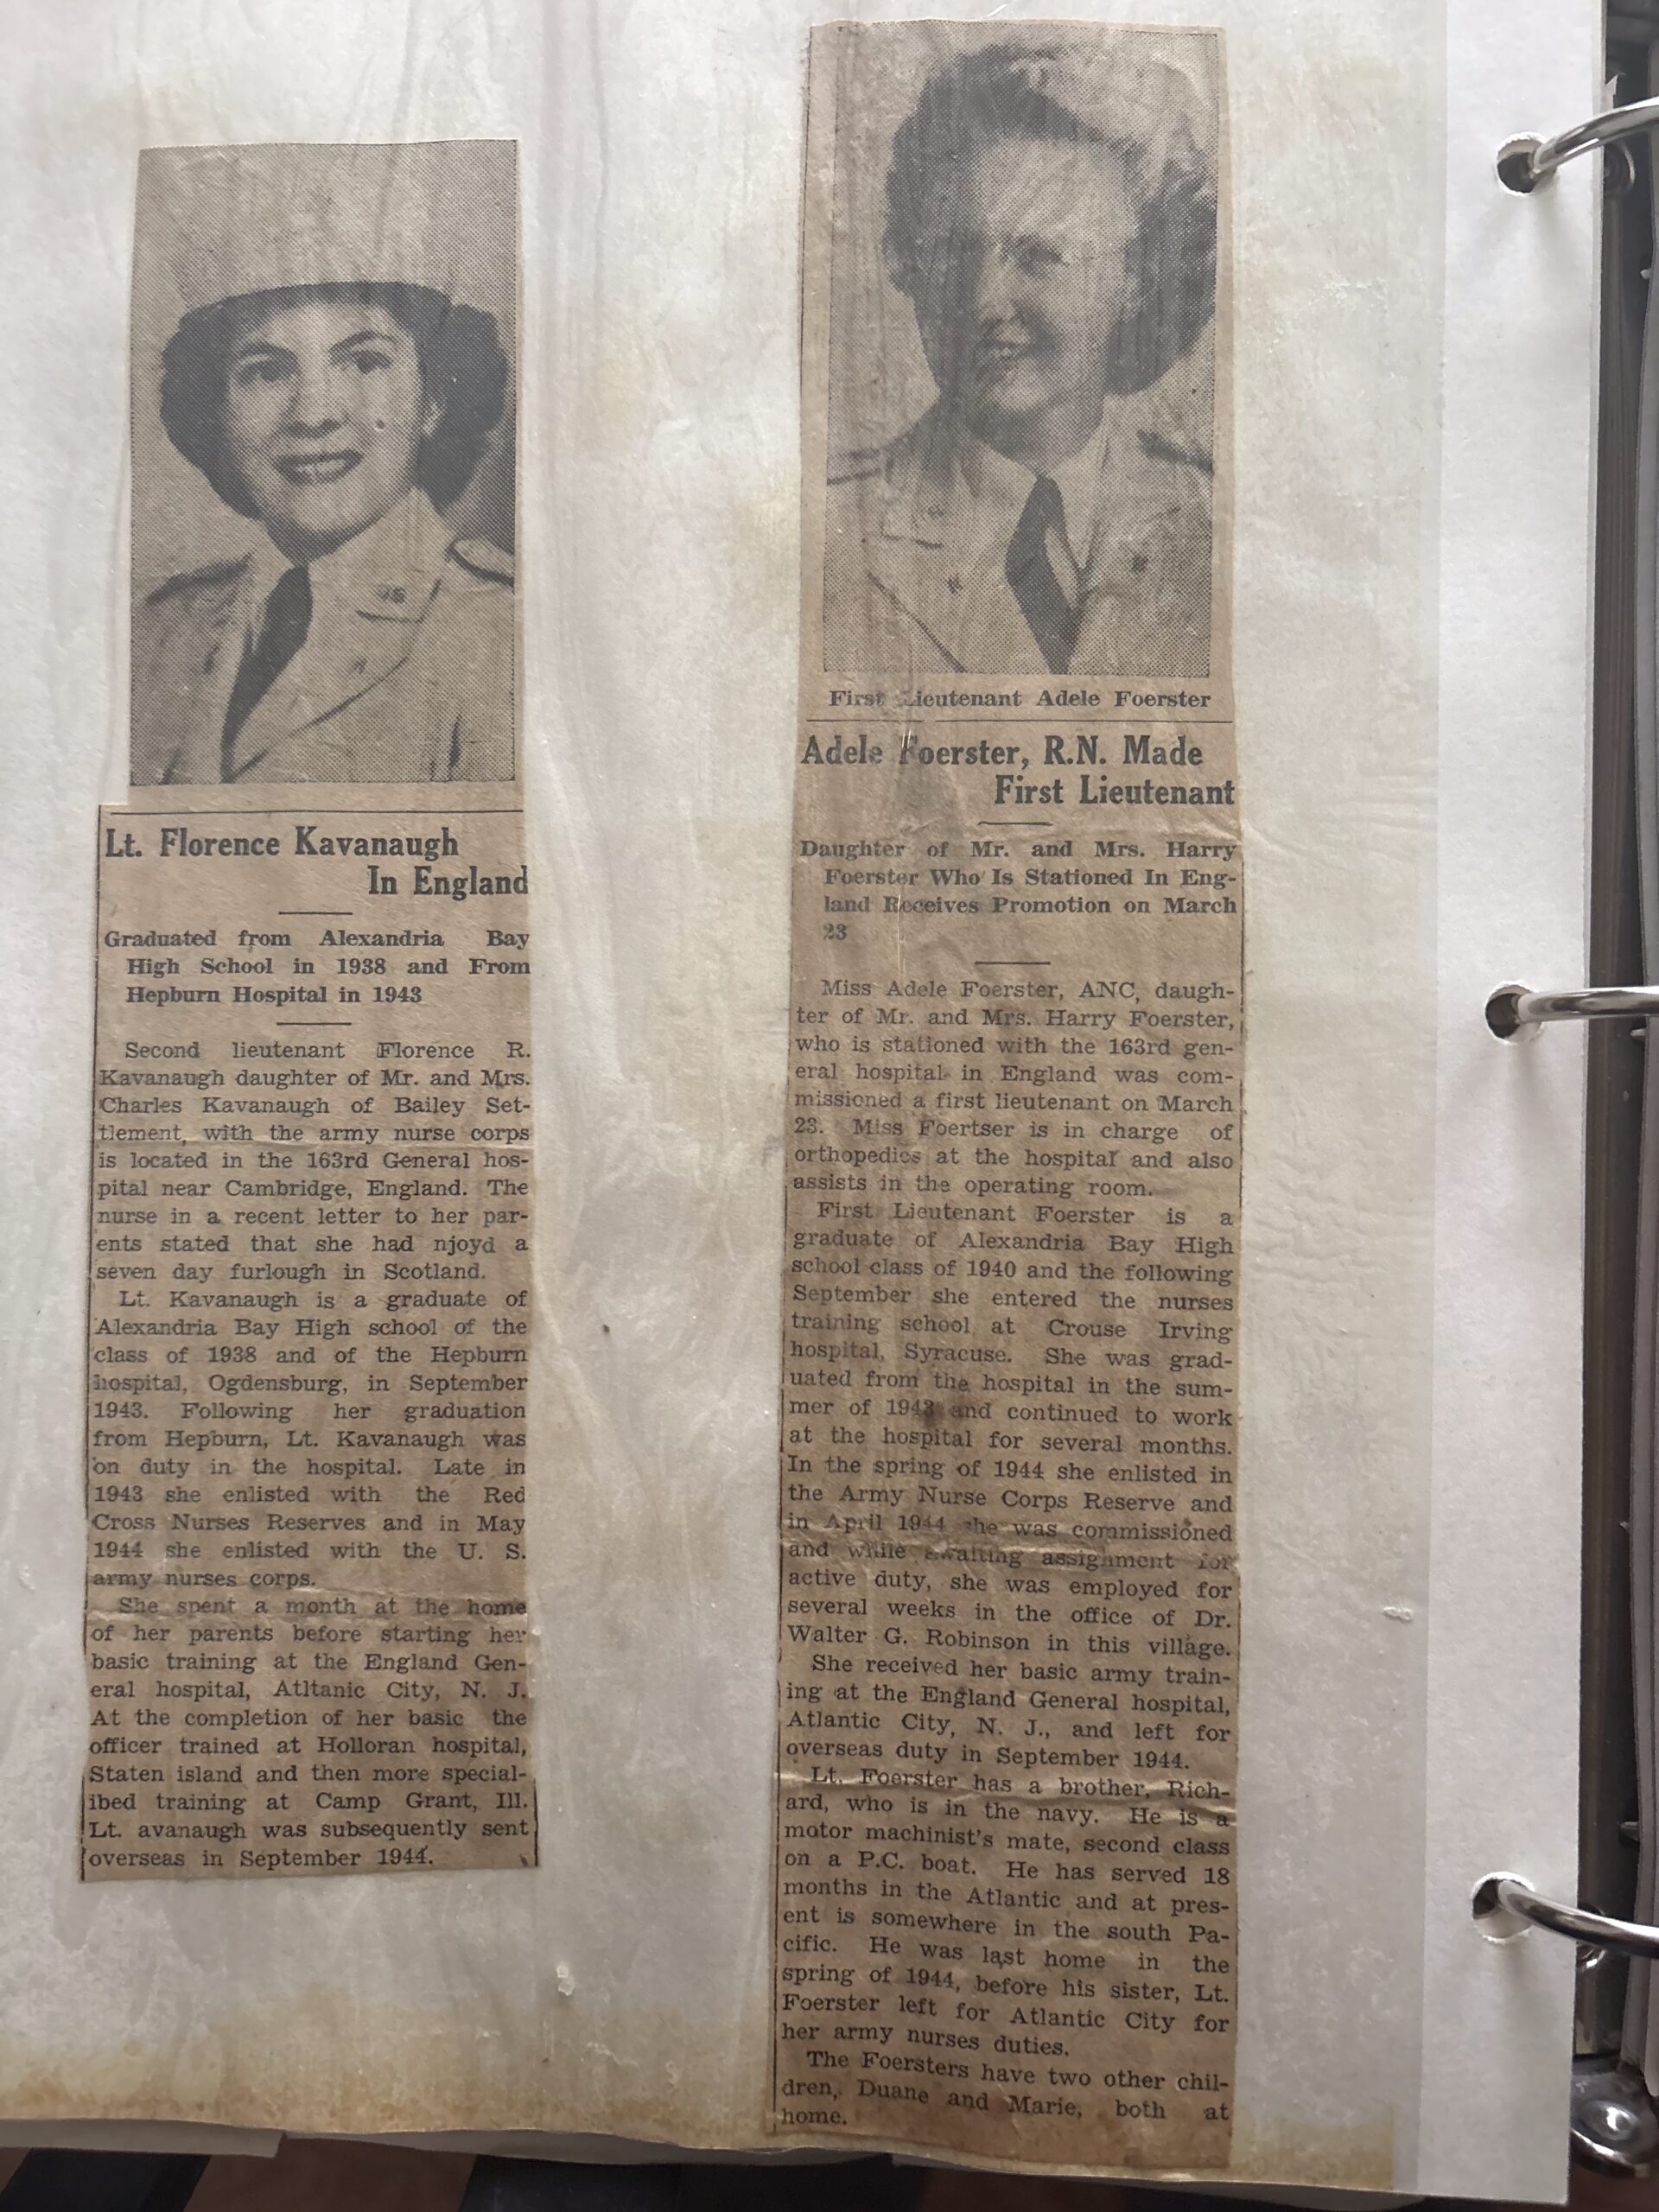 US
Lt. Florence Kavanaugh
In England
Graduated from Alexandria Bay
High School in 1938 and From
Hepburn Hospital in 1943
Second lieutenant Florence R.
Kavanaugh daughter of Mr. and Mrs.
Charles Kavanaugh of Bailey Set-
tlement, with the army nurse corps
is located in the 163rd General hos-
pital near Cambridge, England. The
nurse in a recent letter to her par-
ents stated that she had njoyd a
seven day furlough in Scotland.
Lt. Kavanaugh is a graduate of
Alexandria Bay High school of the
class of 1938 and of the Hepburn
hospital, Ogdensburg, in September
1943. Following her graduation
from Hepburn, Lt. Kavanaugh was
on duty in the hospital. Late in
1943 she enlisted with the Red
Cross Nurses Reserves and in May
1944 she enlisted with the U. S.
army nurses corps.
She spent a month at the home
of her parents before starting her
basic training at the England Gen-
eral hospital, Atltanic City, N. J.
At the completion of her basic the
officer trained at Holloran hospital,
Staten island and then more special-
ibed training at Camp Grant, Ill.
Lt. avanaugh was subsequently sent
overseas in September 1944.
First Lieutenant Adele Foerster
Adele Foerster, R.N. Made
First Lieutenant
Daughter of Mr. and Mrs. Harry
Foerster Who Is Stationed In Eng-
land Receives Promotion on March
23
Miss Adele Foerster, ANC, daugh-
ter of Mr. and Mrs. Harry Foerster,
who is stationed with the 163rd gen-
eral hospital in England was com-
missioned a first lieutenant on March
23. Miss Foertser is in charge of
orthopedics at the hospital and also
assists in the operating room.
First Lieutenant Foerster is a
graduate of Alexandria Bay High
school class of 1940 and the following
September she entered the nurses
training school at Crouse Irving
hospital, Syracuse. She was grad-
uated from the hospital in the sum-
mer of 1943 and continued to work
at the hospital for several months.
In the spring of 1944 she enlisted in
the Army Nurse Corps Reserve and
in April 1944 she was commissioned
and while awaiting assignment for
active duty, she was employed for
several weeks in the office of Dr.
Walter G. Robinson in this village.
She received her basic army train-
ing at the England General hospital,
Atlantic City, N. J., and left for
overseas duty in September 1944.
Lt. Foerster has a brother, Rich-
ard, who is in the navy. He is a
motor machinist's mate, second class
on a P.C. boat. He has served 18
months in the Atlantic and at pres-
ent is somewhere in the south Pa-
cific. He was last home in the
spring of 1944, before his sister, Lt.
Foerster left for Atlantic City for
her army nurses duties.
The Foersters have two other chil-
dren, Duane and Marie, both at
home.